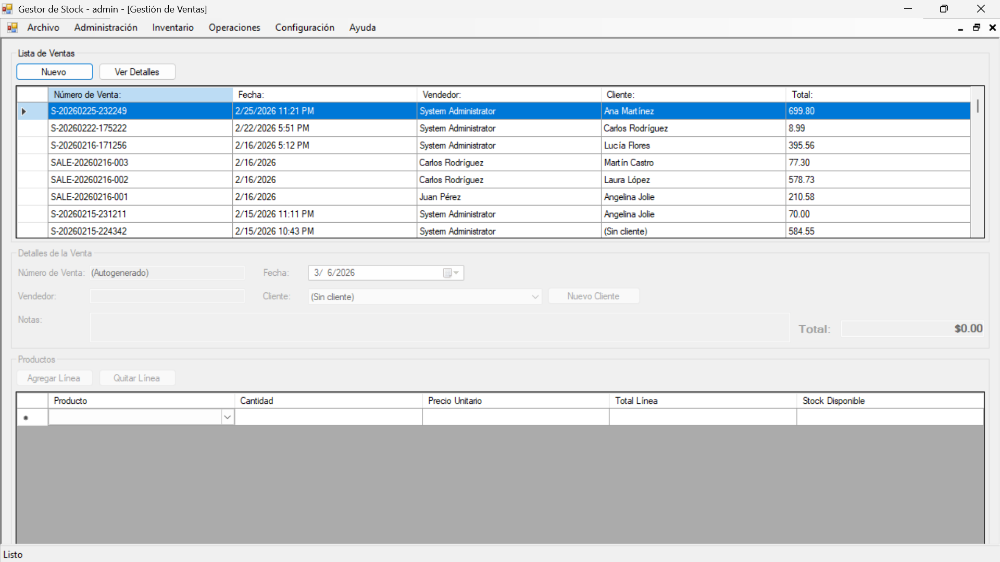 Gestor de Stock - admin - [Gestión de Ventas]
Archivo Administración Inventario Operaciones Configuración Ayuda
Lista de Ventas
Nuevo Ver Detalles
Número de Venta: Fecha: Vendedor: Cliente: Total:
S-20260225-232249 2/25/2026 11:21 PM System Administrator Ana Martínez 699.80
S-20260222-175222 2/22/2026 5:51 PM System Administrator Carlos Rodríguez 8.99
S-20260216-171256 2/16/2026 5:12 PM System Administrator Lucía Flores 395.56
SALE-20260216-003 2/16/2026 Carlos Rodríguez Martín Castro 77.30
SALE-20260216-002 2/16/2026 Carlos Rodríguez Laura López 578.73
SALE-20260216-001 2/16/2026 Juan Pérez Angelina Jolie 210.58
S-20260215-231211 2/15/2026 11:11 PM System Administrator Angelina Jolie 70.00
S-20260215-224342 2/15/2026 10:43 PM System Administrator (Sin cliente) 584.55
Detalles de la Venta
Número de Venta: (Autogenerado) Fecha: 3/ 6/2026
Vendedor: Cliente: (Sin cliente) Nuevo Cliente
Notas: Total: $0.00
Productos
Agregar Línea Quitar Línea
Producto Cantidad Precio Unitario Total Línea Stock Disponible
Listo